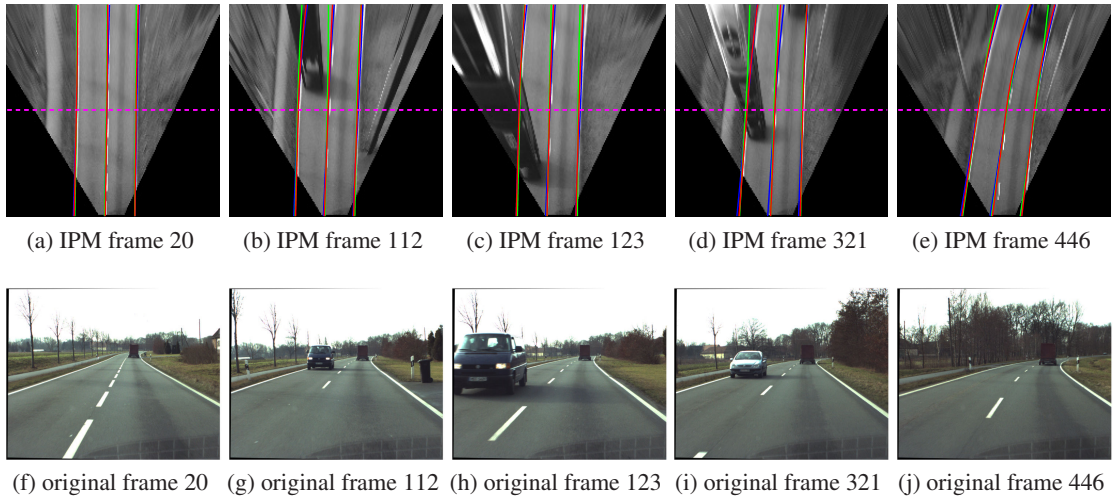 (a) IPM frame 20
(b) IPM frame 112
(c) IPM frame 123
(d) IPM frame 321
(e) IPM frame 446
(f) original frame 20
(g) original frame 112
(h) original frame 123
(i) original frame 321
(j) original frame 446